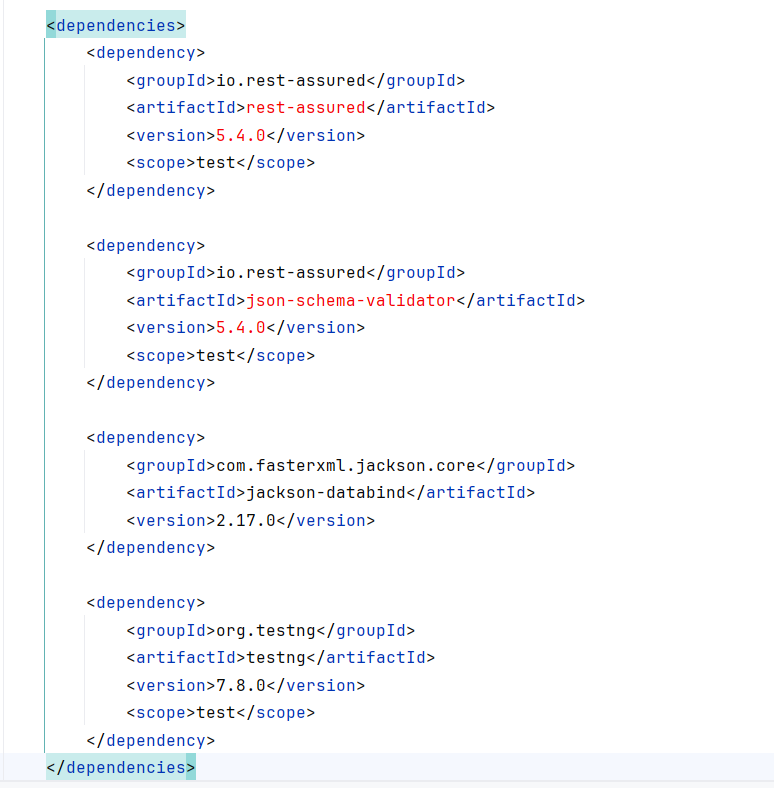 <dependencies>
<dependency>
<groupId>io.rest-assured</groupId>
<artifactId>rest-assured</artifactId>
<version>5.4.0</version>
<scope>test</scope>
</dependency>
<dependency>
<groupId>io.rest-assured</groupId>
<artifactId>json-schema-validator</artifactId>
<version>5.4.0</version>
<scope>test</scope>
</dependency>
<dependency>
<groupId>com.fasterxml.jackson.core</groupId>
<artifactId>jackson-databind</artifactId>
<version>2.17.0</version>
</dependency>
<dependency>
<groupId>org.testng</groupId>
<artifactId>testng</artifactId>
<version>7.8.0</version>
<scope>test</scope>
</dependency>
</dependencies>